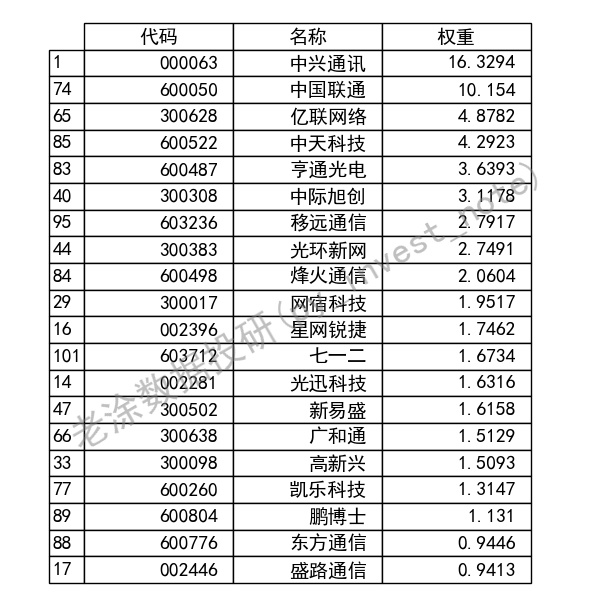 代码 名称 权重
1 000063 中兴通讯 16.3294
74 600050 中国联通 10.154
65 300628 亿联网络 4.8782
85 600522 中天科技 4.2923
83 600487 亨通光电 3.6393
40 300308 中际旭创 3.1178
95 603236 移远通信 2.7917
44 300383 光环新网 2.7491
84 600498 烽火通信 2.0604
29 300017 网宿科技 1.9517
16 002396 星网锐捷 1.7462
101 603712 七一二 1.6734
14 002281 光迅科技 1.6316
47 300502 新易盛 1.6158
66 300638 广和通 1.5129
33 300098 高新兴 1.5093
77 600260 凯乐科技 1.3147
89 600804 鹏博士 1.131
88 600776 东方通信 0.9446
17 002446 盛路通信 0.9413